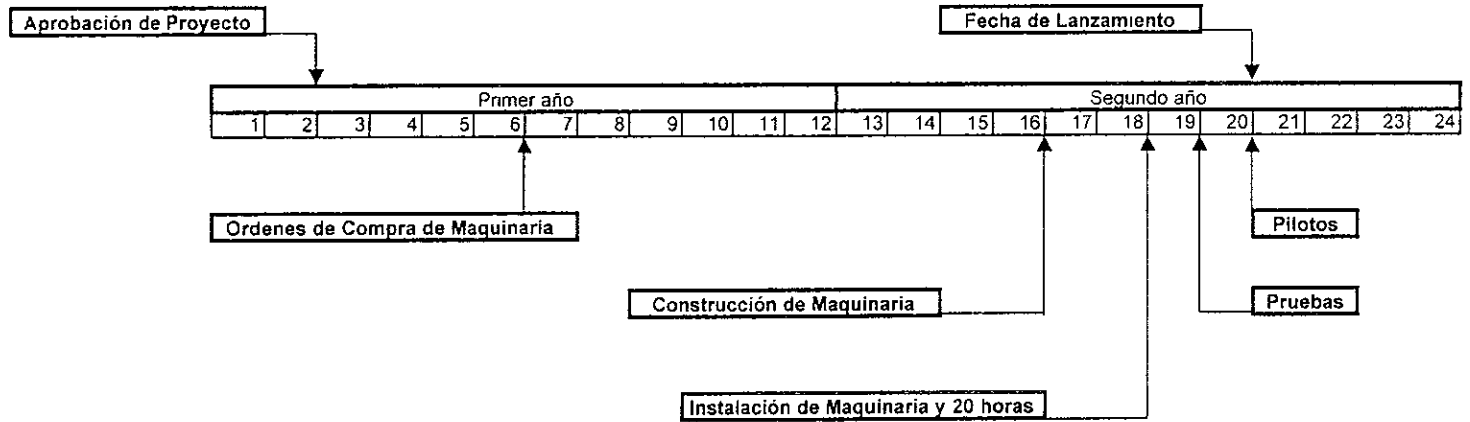 Aprobación de Proyecto
Fecha de Lanzamiento
Primer año Segundo año
1 2 3 4 5 6 7 8 9 10 11 12 13 14 15 16 17 18 19 20 21 22 23 24
Ordenes de Compra de Maquinaria
Pilotos
Construcción de Maquinaria
Pruebas
Instalación de Maquinaria y 20 horas